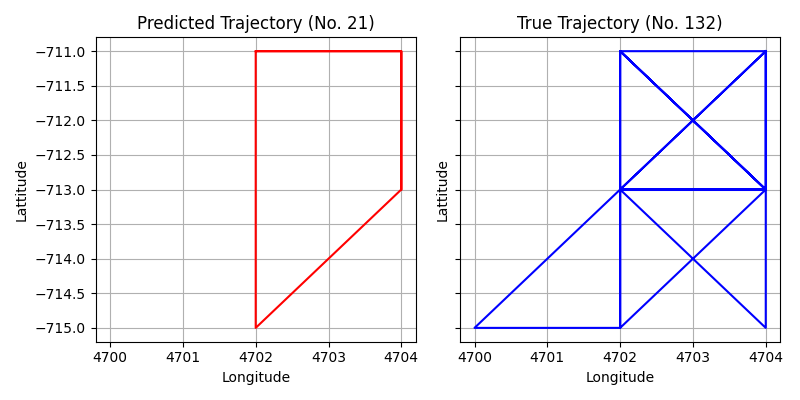 Predicted Trajectory (No. 21)
True Trajectory (No. 132)
−711.0
−711.5
−712.0
−712.5
−713.0
−713.5
−714.0
−714.5
−715.0
Lattitude
Lattitude
4700 4701 4702 4703 4704
4700 4701 4702 4703 4704
Longitude
Longitude